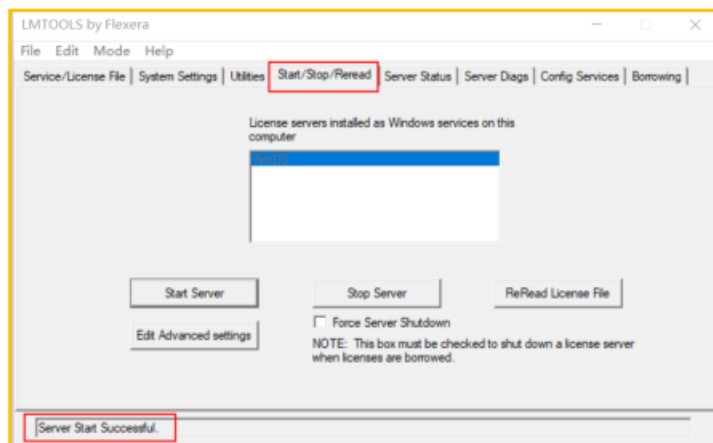 LMTOOLS by Flexera
File Edit Mode Help
Service/License File System Settings Utilities Start/Stop/Reread Server Status Server Diags Config Services Borrowing
License servers installed as Windows services on this
computer
Start Server
Stop Server
ReRead License File
Edit Advanced settings
Force Server Shutdown
NOTE: This box must be checked to shut down a license server
when licenses are borrowed.
Server Start Successful.